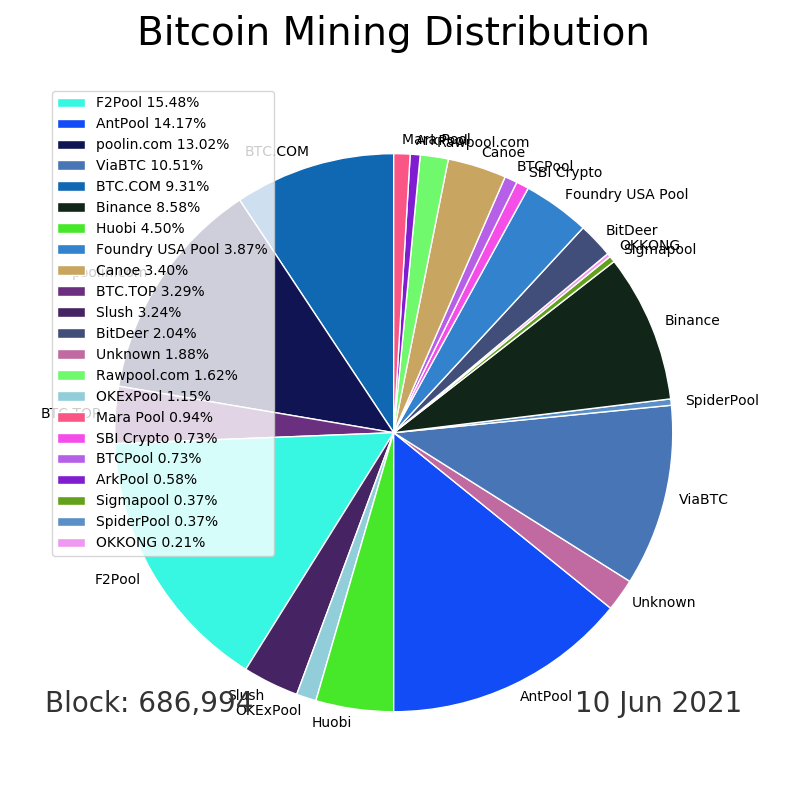 Bitcoin Mining Distribution
F2Pool 15.48%
AntPool 14.17%
poolin.com 13.02%
ViaBTC 10.51%
BTC.COM 9.31%
Binance 8.58%
Huobi 4.50%
Foundry USA Pool 3.87%
Canoe 3.40%
BTC.TOP 3.29%
Slush 3.24%
BitDeer 2.04%
Unknown 1.88%
Rawpool.com 1.62%
OKExPool 1.15%
Mara Pool 0.94%
SBI Crypto 0.73%
BTCPool 0.73%
ArkPool 0.58%
Sigmapool 0.37%
SpiderPool 0.37%
OKKONG 0.21%
Mara Pool
ArkPool
Rawpool.com
Canoe
BTCPool
SBI Crypto
Foundry USA Pool
BitDeer
OKKONG
Sigmapool
Binance
SpiderPool
ViaBTC
Unknown
AntPool
Huobi
OKExPool
Slush
F2Pool
BTC.TOP
poolin.com
BTC.COM
Block: 686,994
10 Jun 2021